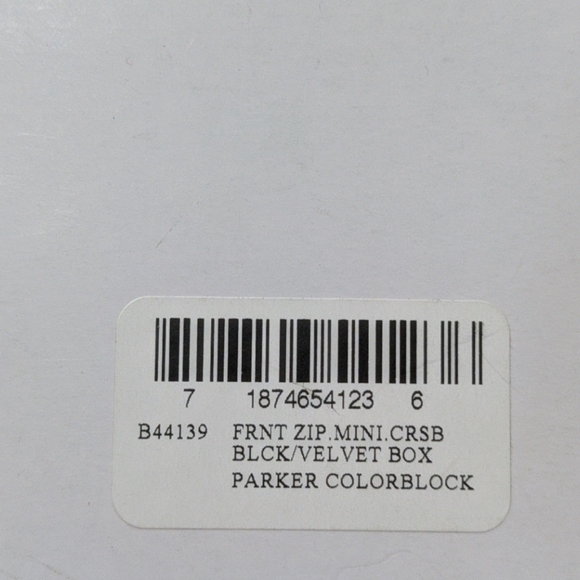 7 1874654123 6
B44139 FRNT ZIP.MINI.CRSB
BLCK/VELVET BOX
PARKER COLORBLOCK